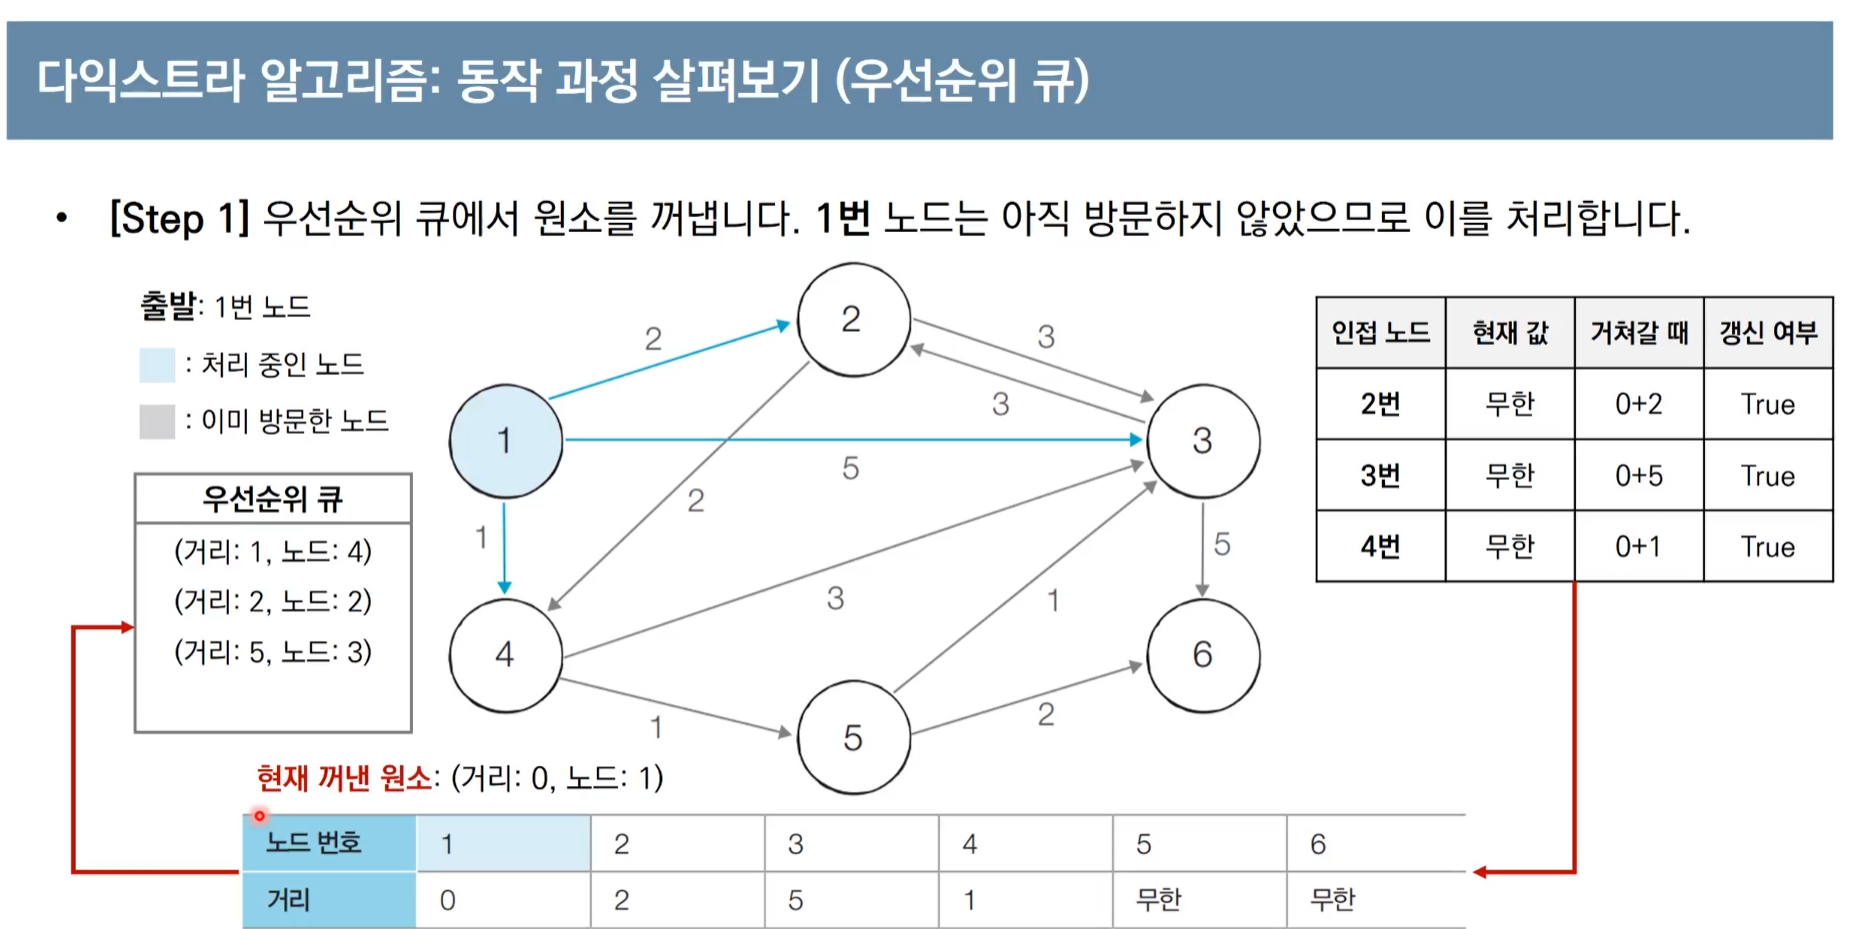 다익스트라 알고리즘: 동작 과정 살펴보기 (우선순위 큐)
• [Step 1] 우선순위 큐에서 원소를 꺼냅니다. 1번 노드는 아직 방문하지 않았으므로 이를 처리합니다.
출발: 1번 노드
: 처리 중인 노드
: 이미 방문한 노드
우선순위 큐
(거리: 1, 노드: 4)
(거리: 2, 노드: 2)
(거리: 5, 노드: 3)
2
2
3
3
1
3
5
2
1
5
4
3
1
6
1
5
2
인접 노드 현재 값 거쳐갈 때 갱신 여부
2번 무한 0+2 True
3번 무한 0+5 True
4번 무한 0+1 True
현재 꺼낸 원소: (거리: 0, 노드: 1)
노드 번호 1 2 3 4 5 6
거리 0 2 5 1 무한 무한